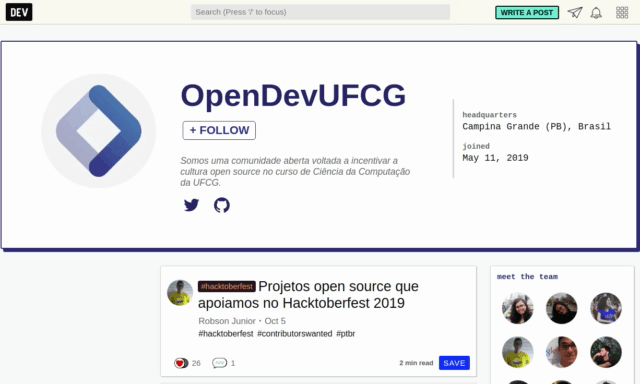 DEV
Search (Press '/' to focus)
WRITE A POST
OpenDevUFCG
+ FOLLOW
Somos uma comunidade aberta voltada a incentivar a
cultura open source no curso de Ciência da Computação
da UFCG.
headquarters
Campina Grande (PB), Brasil
joined
May 11, 2019
#hacktoberfest Projetos open source que
apoiamos no Hacktoberfest 2019
Robson Junior • Oct 5
#hacktoberfest #contributorswanted #ptbr
26
1
2 min read
SAVE
meet the team